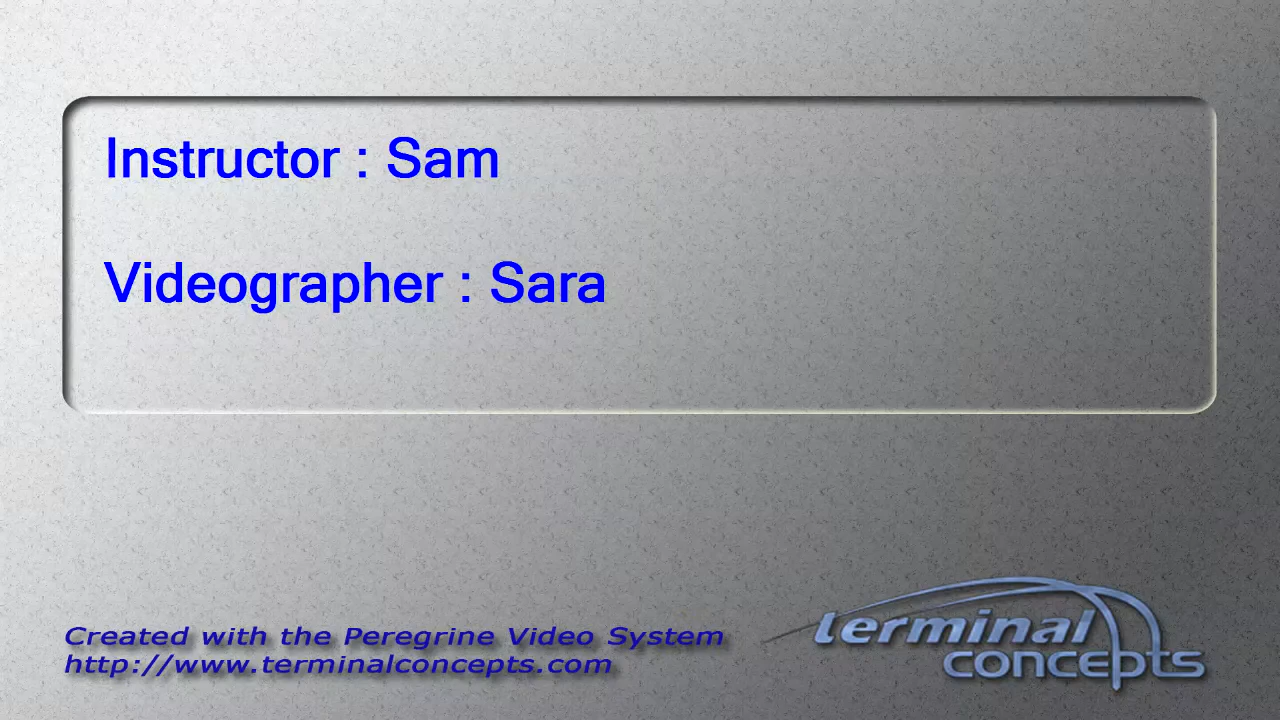 Instructor : Sam
Videographer : Sara
Created with the Peregrine Video System
http://www.terminalconcepts.com
terminal
concepts